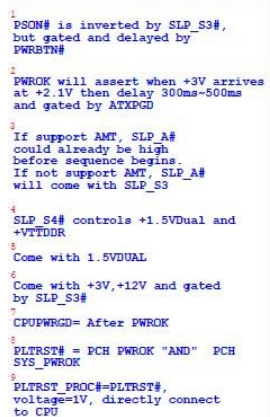 1
PSON# is inverted by SLP_S3#,
but gated and delayed by
PWRBTN#
2
PWROK will assert when +3V arrives
at +2.1V then delay 300ms~500ms
and gated by ATXPGD
3
If support AMT, SLP_A#
could already be high
before sequence begins.
If not support AMT, SLP_A#
will come with SLP_S3
4
SLP_S4# controls +1.5VDual and
+VTTDDR
5
Come with 1.5VDUAL
6
Come with +3V,+12V and gated
by SLP_S3#
7
CPUPWRGD= After PWROK
8
PLTRST# = PCH PWROK "AND" PCH
SYS_PWROK
9
PLTRST_PROC#=PLTRST#,
voltage=1V, directly connect
to CPU